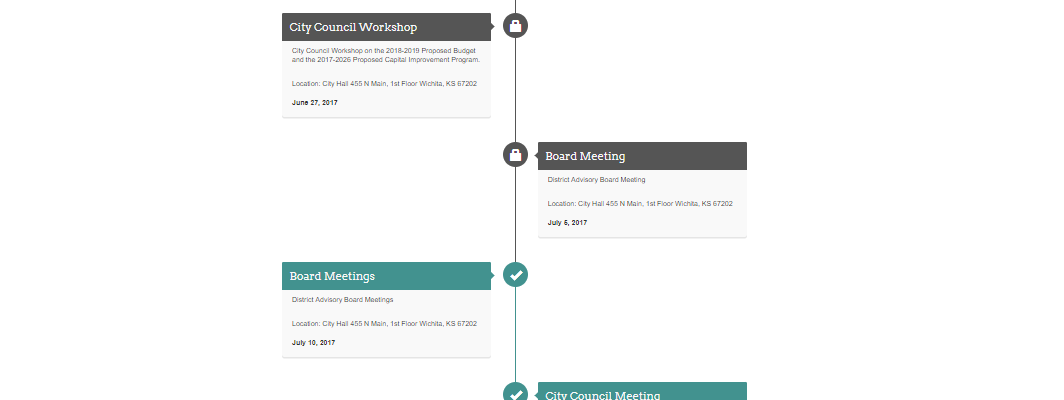 City Council Workshop
City Council Workshop on the 2018-2019 Proposed Budget
and the 2017-2026 Proposed Capital Improvement Program.
Location: City Hall 455 N Main, 1st Floor Wichita, KS 67202
June 27, 2017
Board Meeting
District Advisory Board Meeting
Location: City Hall 455 N Main, 1st Floor Wichita, KS 67202
July 5, 2017
Board Meetings
District Advisory Board Meetings
Location: City Hall 455 N Main, 1st Floor Wichita, KS 67202
July 10, 2017
City Council Meeting